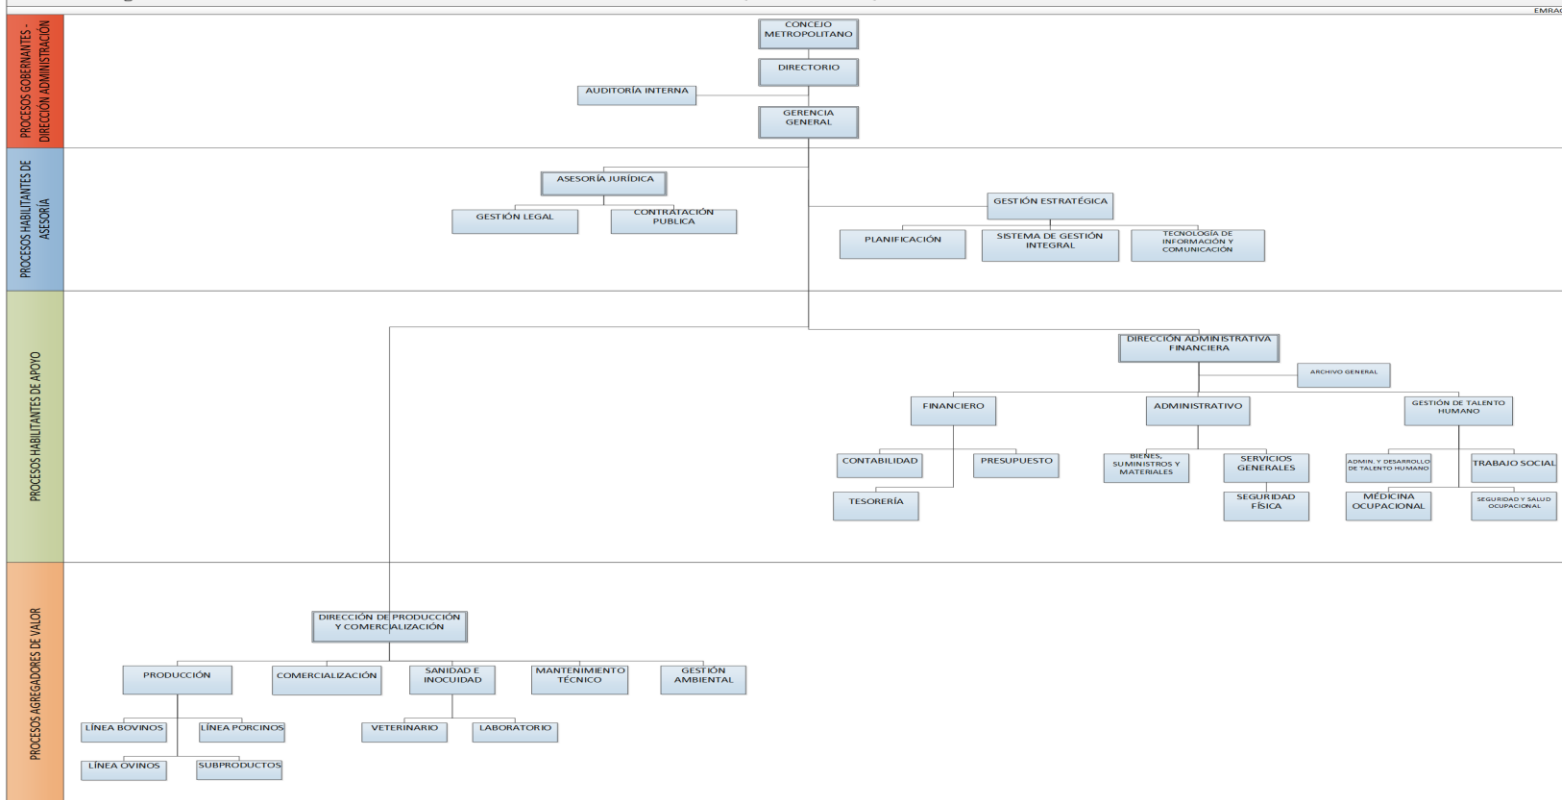 EMRAQ
PROCESOS GOBERNANTES -
DIRECCIÓN ADMINISTRACIÓN
CONCEJO
METROPOLITANO
DIRECTORIO
AUDITORÍA INTERNA
GERENCIA
GENERAL
PROCESOS HABILITANTES DE
ASESORÍA
ASESORÍA JURÍDICA
GESTIÓN LEGAL
CONTRATACIÓN
PUBLICA
GESTIÓN ESTRATÉGICA
PLANIFICACIÓN
SISTEMA DE GESTIÓN
INTEGRAL
TECNOLOGÍA DE
INFORMACIÓN Y
COMUNICACIÓN
PROCESOS HABILITANTES DE APOYO
DIRECCIÓN ADMINISTRATIVA
FINANCIERA
ARCHIVO GENERAL
FINANCIERO
ADMINISTRATIVO
GESTIÓN DE TALENTO
HUMANO
CONTABILIDAD
PRESUPUESTO
BIENES,
SUMINISTROS Y
MATERIALES
SERVICIOS
GENERALES
ADMIN. Y DESARROLLO
DE TALENTO HUMANO
TRABAJO SOCIAL
TESORERÍA
SEGURIDAD
FÍSICA
MÉDICINA
OCUPACIONAL
SEGURIDAD Y SALUD
OCUPACIONAL
PROCESOS AGREGADORES DE VALOR
DIRECCIÓN DE PRODUCCIÓN
Y COMERCIALIZACIÓN
PRODUCCIÓN
COMERCIALIZACIÓN
SANIDAD E
INOCUIDAD
MANTENIMIENTO
TÉCNICO
GESTIÓN
AMBIENTAL
LÍNEA BOVINOS
LÍNEA PORCINOS
VETERINARIO
LABORATORIO
LÍNEA OVINOS
SUBPRODUCTOS